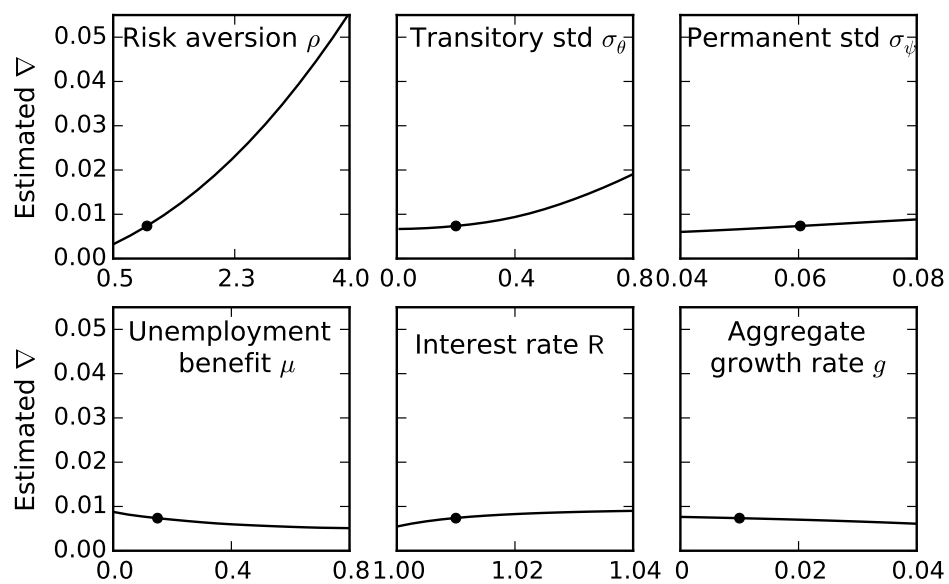 Risk aversion ρ
Transitory std σ_θ
Permanent std σ_ψ
Estimated ∇
0.05
0.04
0.03
0.02
0.01
0.00
0.5 2.3 4.0
0.0 0.4 0.8
0.04 0.06 0.08
Unemployment
benefit μ
Interest rate R
Aggregate
growth rate g
Estimated ∇
0.05
0.04
0.03
0.02
0.01
0.00
0.0 0.4 0.8
1.00 1.02 1.04
0 0.02 0.04